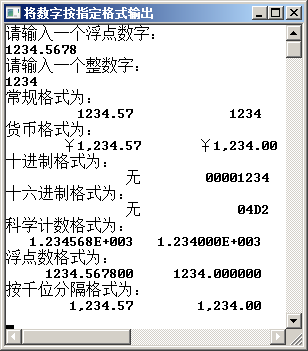 将数字按指定格式输出
请输入一个浮点数字：
1234.5678
请输入一个整数字：
1234
常规格式为：
1234.57 1234
货币格式为：
￥1,234.57 ￥1,234.00
十进制格式为：
无 00001234
十六进制格式为：
无 04D2
科学计数格式为：
1.234568E+003 1.234000E+003
浮点数格式为：
1234.567800 1234.000000
按千位分隔格式为：
1,234.57 1,234.00